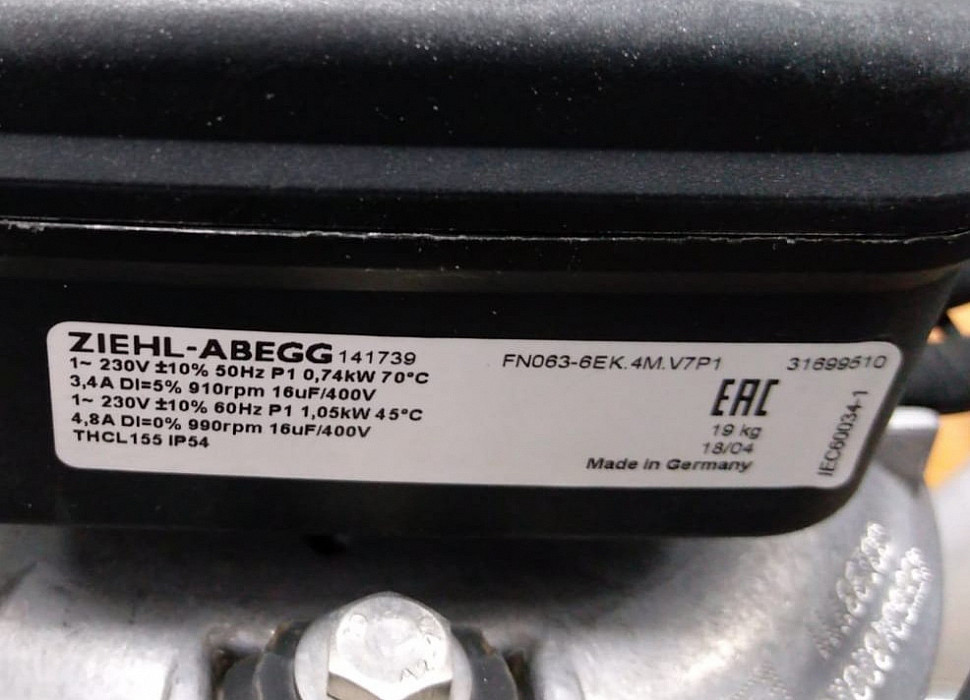 ZIEHL-ABEGG 141739 FN063-6EK.4M.V7P1 31699510
1~ 230V ±10% 50Hz P1 0,74kW 70°C
3,4A DI=5% 910rpm 16uF/400V
1~ 230V ±10% 60Hz P1 1,05kW 45°C
4,8A DI=0% 990rpm 16uF/400V
THCL155 IP54
EAC
19 kg
18/04
Made in Germany
IEC60034-1